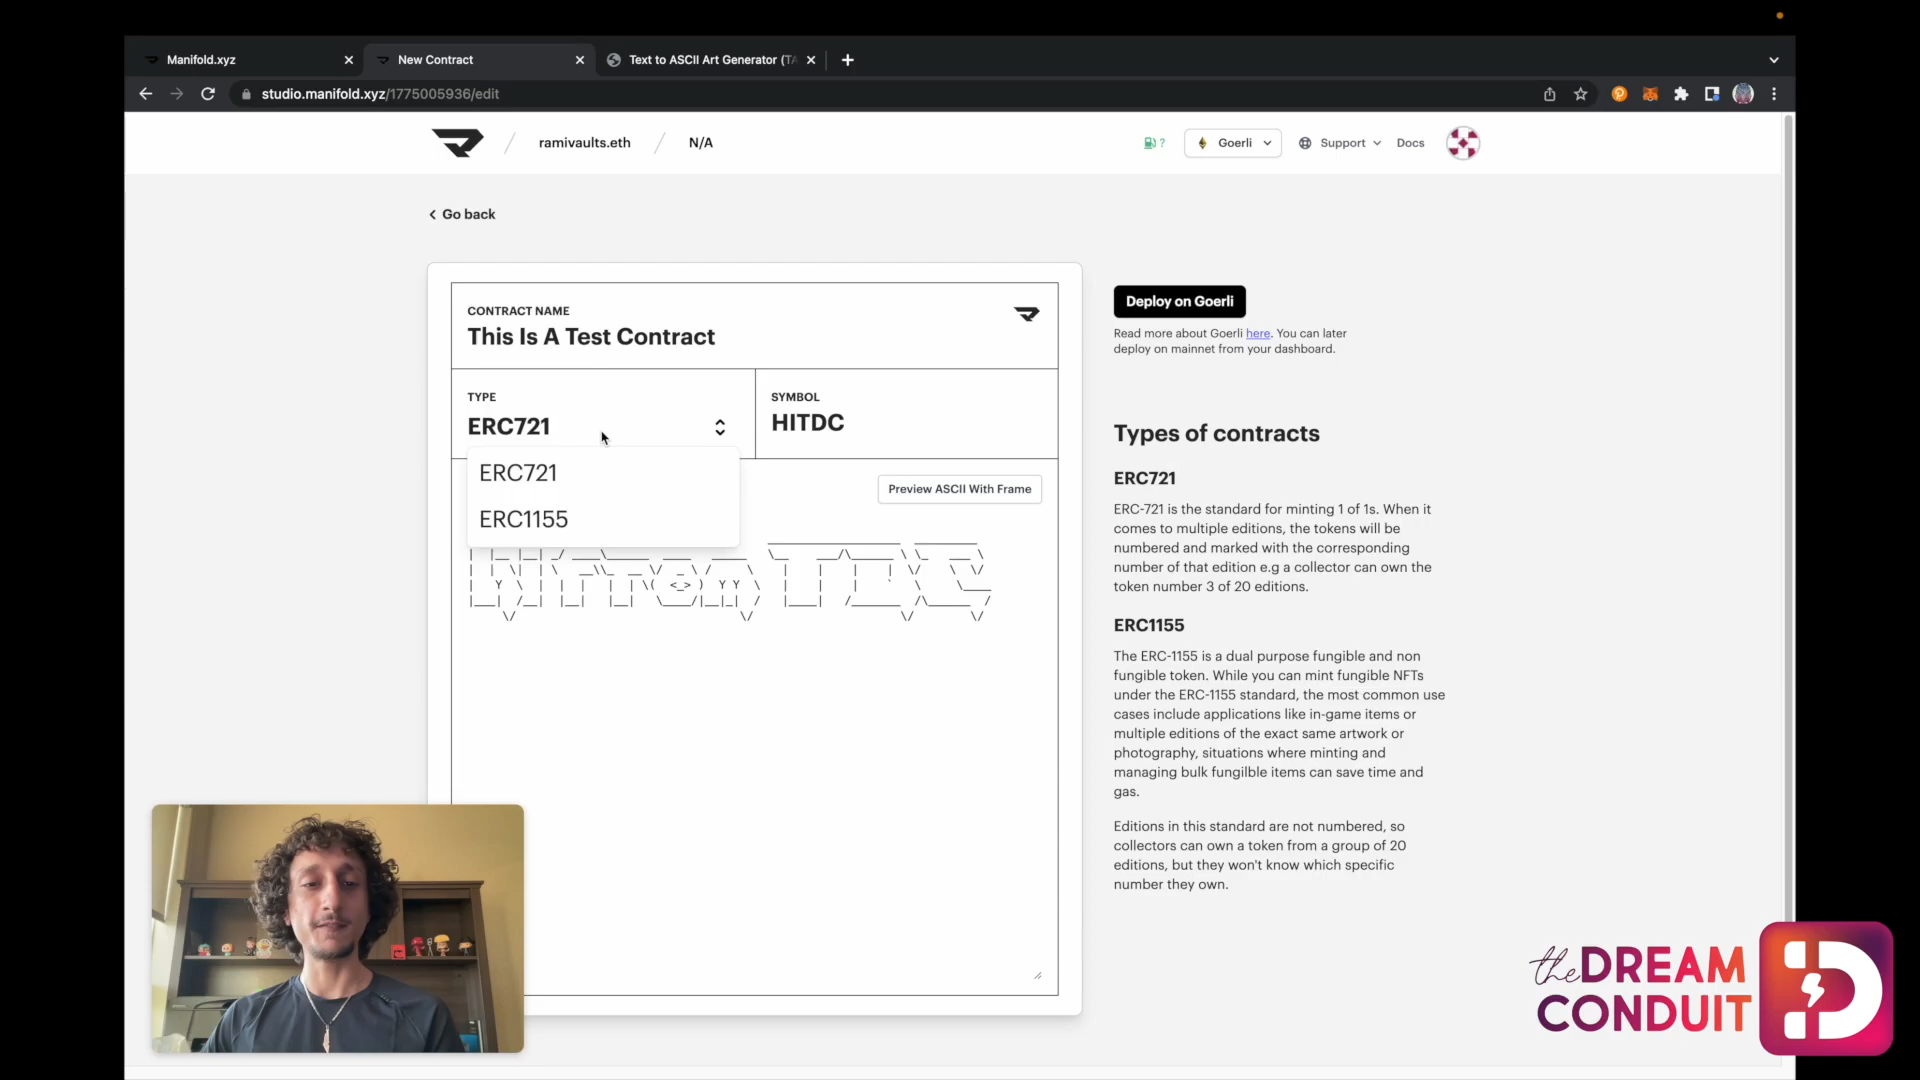 Manifold.xyz
New Contract
Text to ASCII Art Generator (TA
studio.manifold.xyz/1775005936/edit
ramivaults.eth
N/A
?
Goerli
Support
Docs
Go back
CONTRACT NAME
This Is A Test Contract
TYPE
ERC721
SYMBOL
HITDC
ERC721
ERC1155
Preview ASCII With Frame
Deploy on Goerli
Read more about Goerli here. You can later
deploy on mainnet from your dashboard.
Types of contracts
ERC721
ERC-721 is the standard for minting 1 of 1s. When it
comes to multiple editions, the tokens will be
numbered and marked with the corresponding
number of that edition e.g a collector can own the
token number 3 of 20 editions.
ERC1155
The ERC-1155 is a dual purpose fungible and non
fungible token. While you can mint fungible NFTs
under the ERC-1155 standard, the most common use
cases include applications like in-game items or
multiple editions of the exact same artwork or
photography, situations where minting and
managing bulk fungilble items can save time and
gas.
Editions in this standard are not numbered, so
collectors can own a token from a group of 20
editions, but they won't know which specific
number they own.
the DREAM
CONDUIT
D